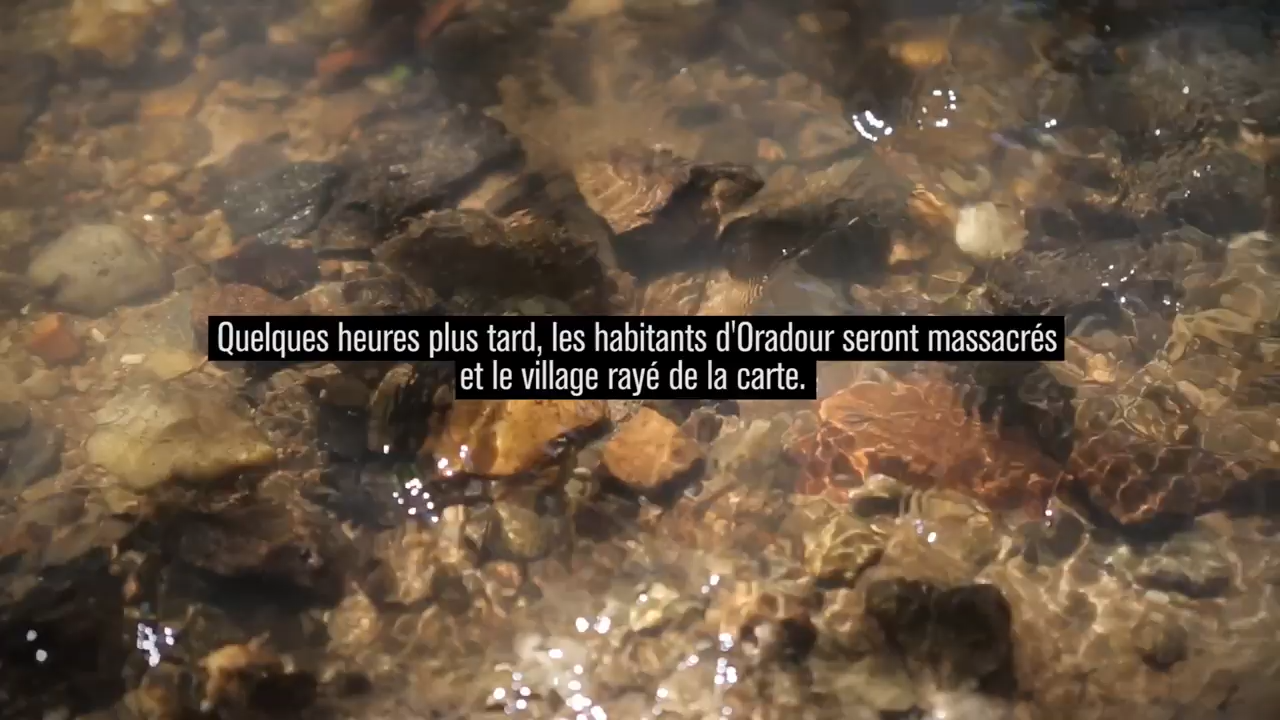 Quelques heures plus tard, les habitants d'Oradour seront massacrés
et le village rayé de la carte.